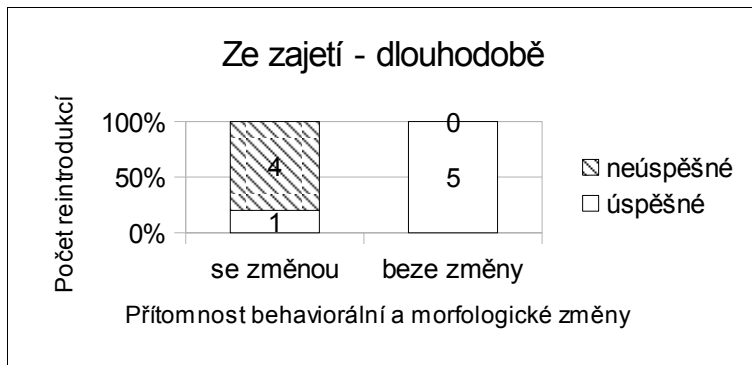 Ze zajetí - dlouhodobě
Počet reintrodukcí
100%
50%
0%
4
1
0
5
se změnou
beze změny
neúspěšné
úspěšné
Přítomnost behaviorální a morfologické změny